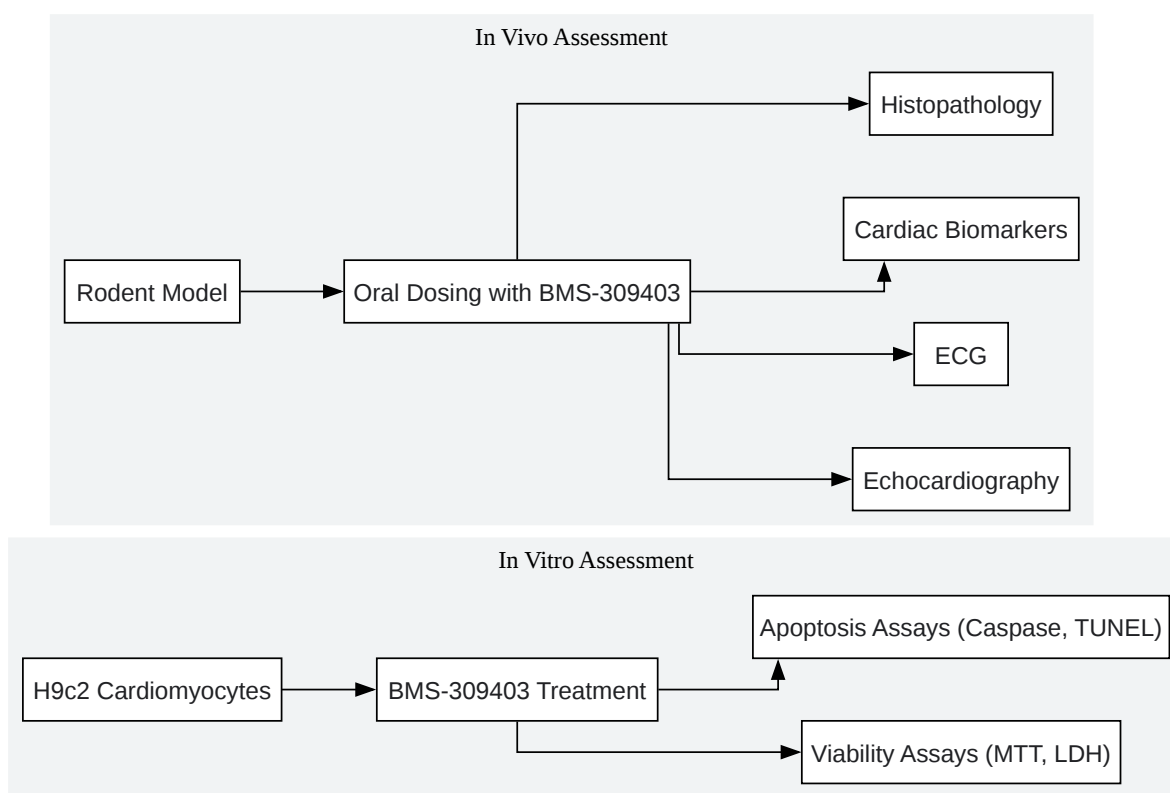 In Vivo Assessment
Histopathology
Cardiac Biomarkers
Rodent Model
Oral Dosing with BMS-309403
ECG
Echocardiography
In Vitro Assessment
Apoptosis Assays (Caspase, TUNEL)
H9c2 Cardiomyocytes
BMS-309403 Treatment
Viability Assays (MTT, LDH)